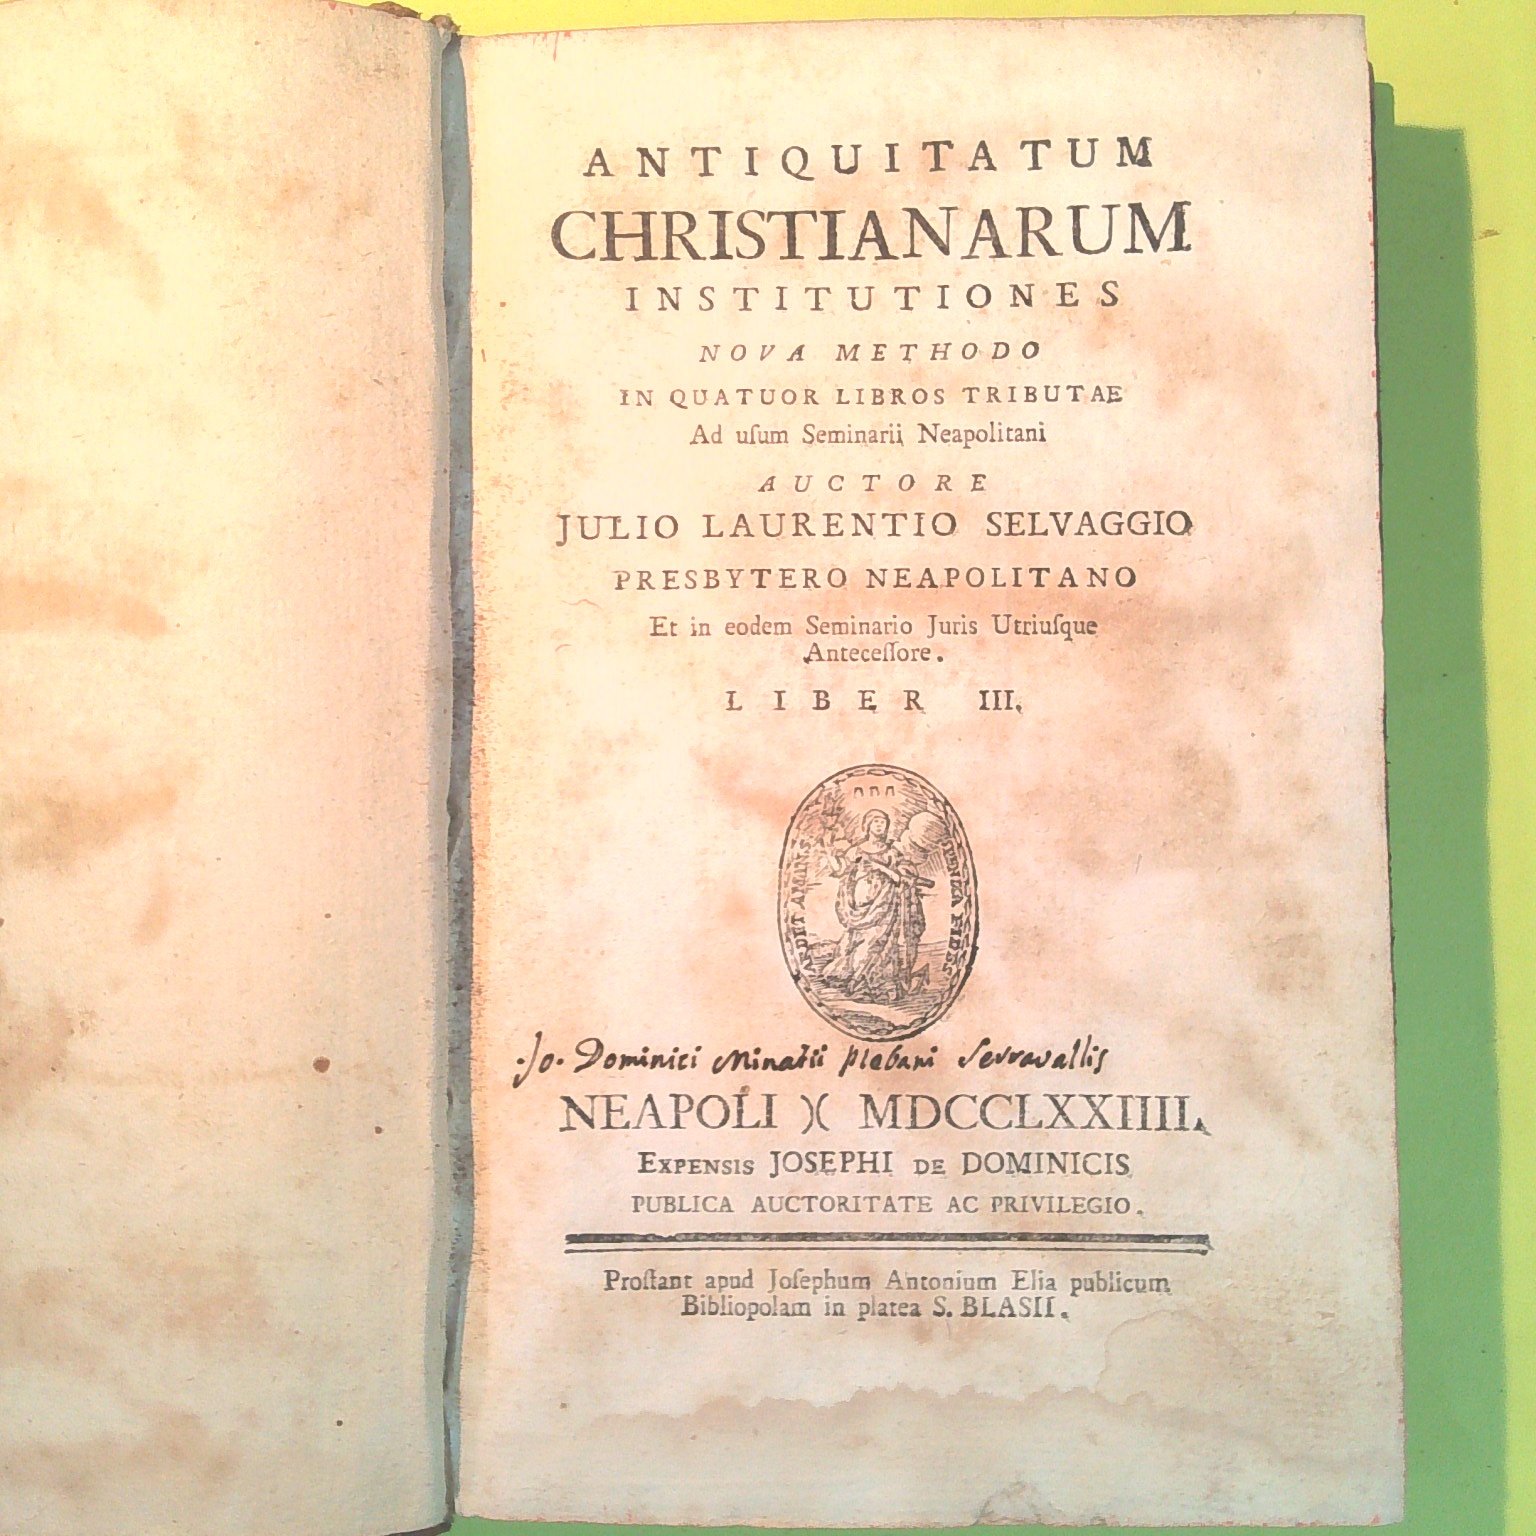 ANTIQUITATUM
CHRISTIANARUM
INSTITUTIONES
NOVA METHODO
IN QUATUOR LIBROS TRIBUTAE
Ad uſum Seminarii Neapolitani
AUCTORE
JULIO LAURENTIO SELVAGGIO
PRESBYTERO NEAPOLITANO
Et in eodem Seminario Juris Utriuſque
Anteceſſore.
LIBER III.
FIDES
Jo. Dominici Minatii plebani Serravallis
NEAPOLI )( MDCCLXXIIII.
EXPENSIS JOSEPHI DE DOMINICIS
PUBLICA AUCTORITATE AC PRIVILEGIO.
Proſtant apud Joſephum Antonium Elia publicum
Bibliopolam in platea S. BLASII.